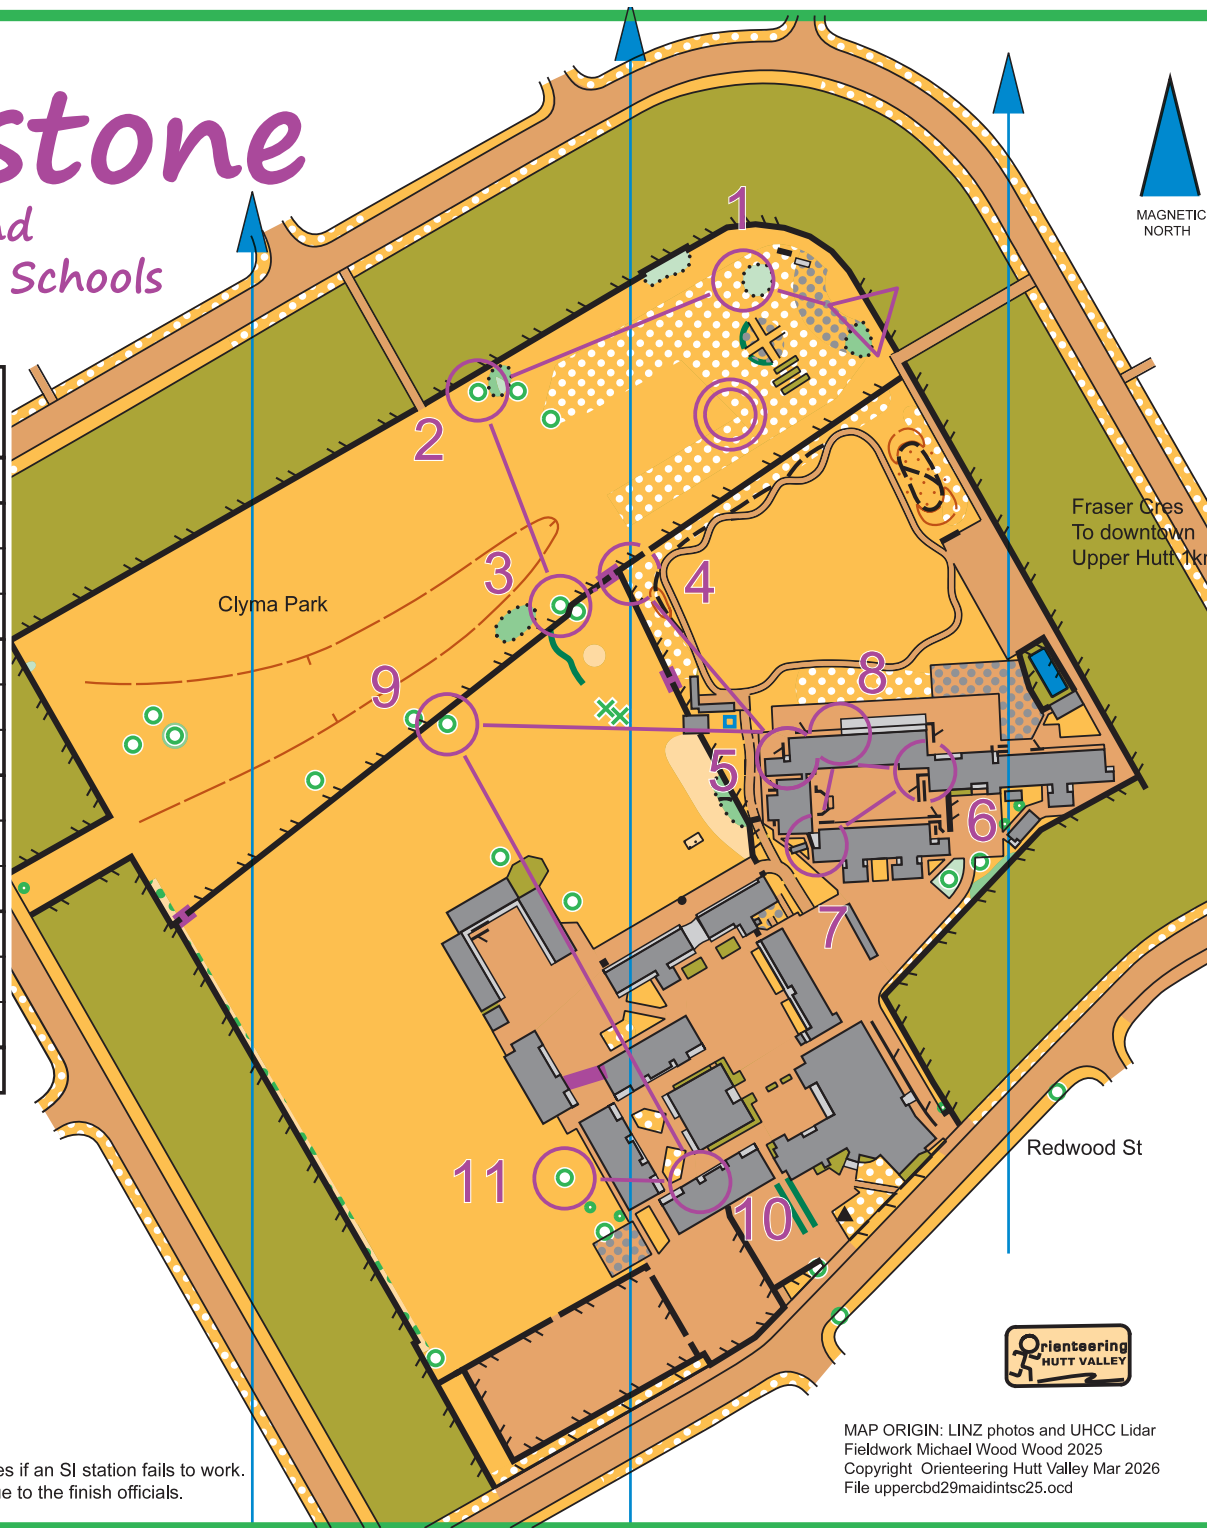 stone
nd
Schools
MAGNETIC
NORTH
1
2
3
4
5
6
7
8
9
10
11
Clyma Park
Fraser Cres
To downtown
Upper Hutt 1k
Redwood St
Orienteering
HUTT VALLEY
MAP ORIGIN: LINZ photos and UHCC Lidar
Fieldwork Michael Wood Wood 2025
Copyright Orienteering Hutt Valley Mar 2026
File uppercbd29maidintsc25.ocd
es if an SI station fails to work.
ue to the finish officials.